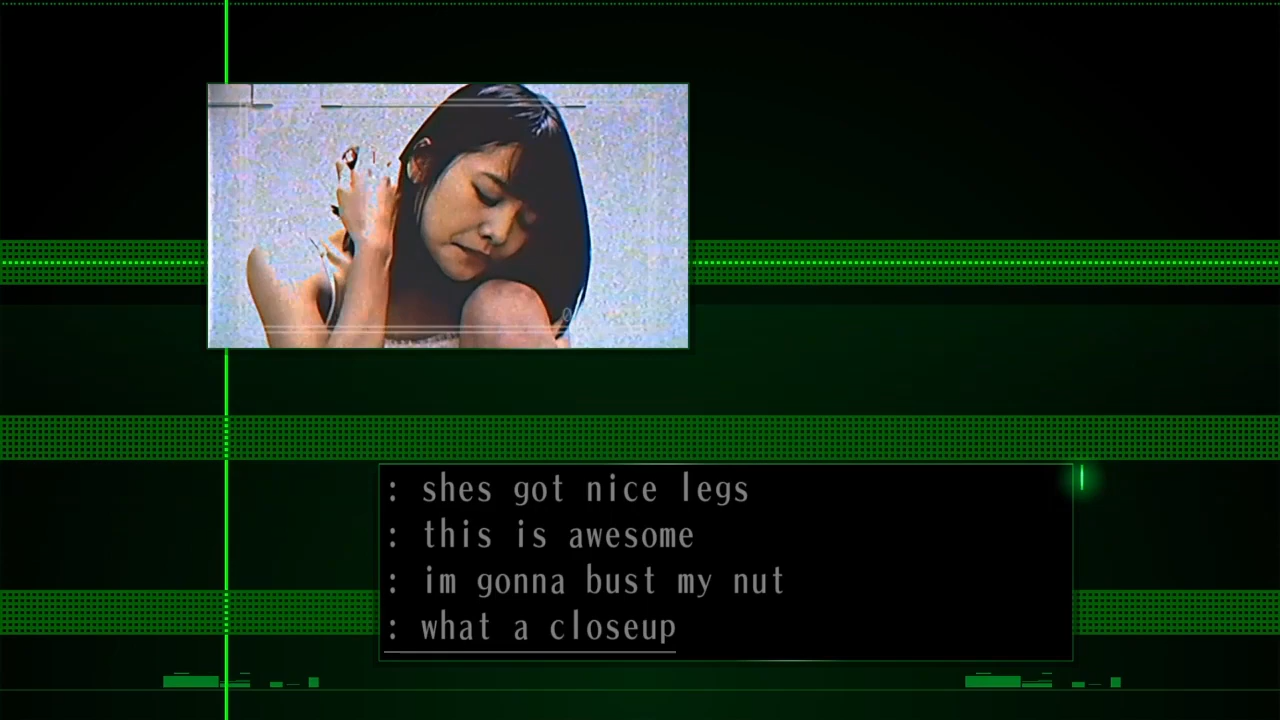 : shes got nice legs
: this is awesome
: im gonna bust my nut
: what a closeup